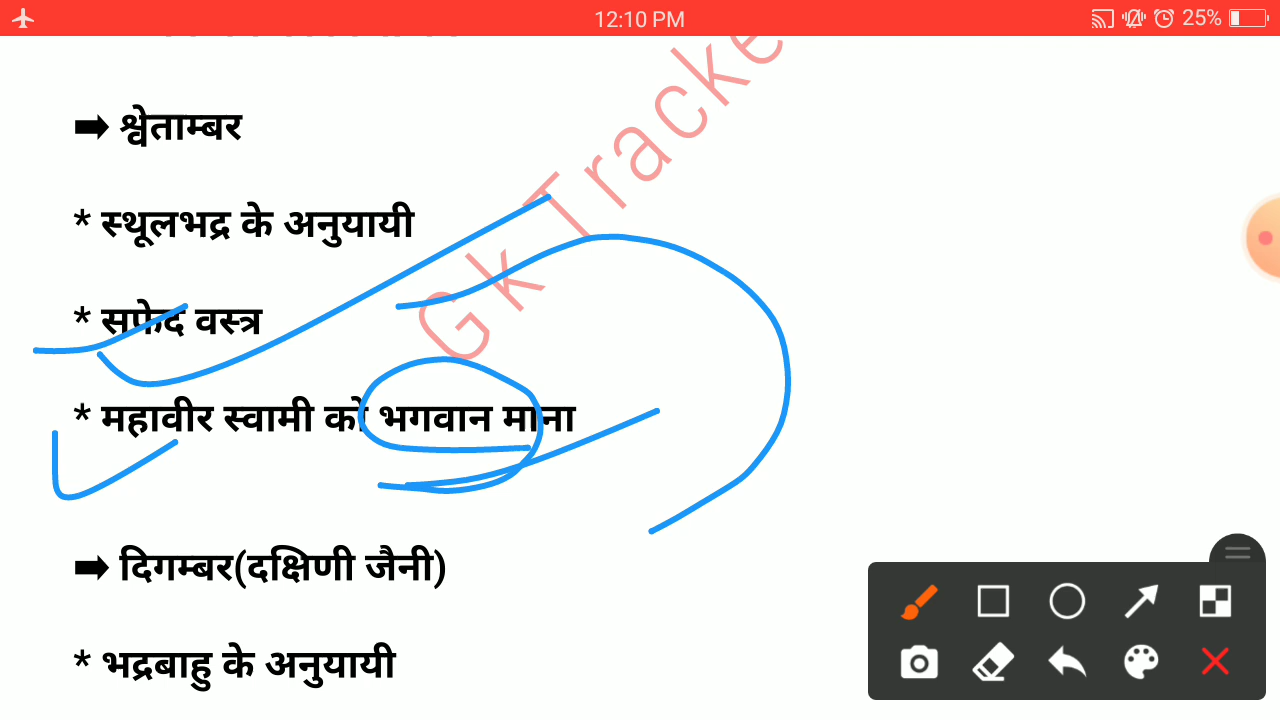 12:10 PM 25%
➡ श्वेताम्बर
* स्थूलभद्र के अनुयायी
* सफेद वस्त्र
* महावीर स्वामी को भगवान माना
➡ दिगम्बर(दक्षिणी जैनी)
* भद्रबाहु के अनुयायी
Gk Tracke